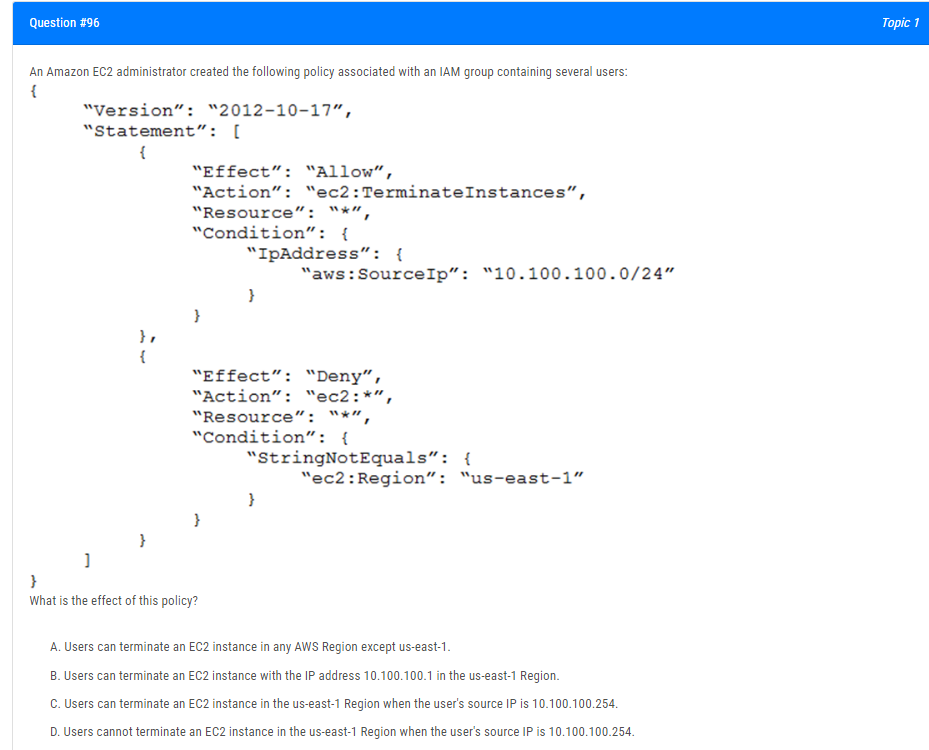 Question #96
Topic 1
An Amazon EC2 administrator created the following policy associated with an IAM group containing several users:
{
“Version”: “2012-10-17”,
“Statement”: [
{
“Effect”: “Allow”,
“Action”: “ec2:TerminateInstances”,
“Resource”: “*”,
“Condition”: {
“IpAddress”: {
“aws:SourceIp”: “10.100.100.0/24”
}
}
},
{
“Effect”: “Deny”,
“Action”: “ec2:*”,
“Resource”: “*”,
“Condition”: {
“StringNotEquals”: {
“ec2:Region”: “us-east-1”
}
}
}
]
}
What is the effect of this policy?
A. Users can terminate an EC2 instance in any AWS Region except us-east-1.
B. Users can terminate an EC2 instance with the IP address 10.100.100.1 in the us-east-1 Region.
C. Users can terminate an EC2 instance in the us-east-1 Region when the user's source IP is 10.100.100.254.
D. Users cannot terminate an EC2 instance in the us-east-1 Region when the user's source IP is 10.100.100.254.